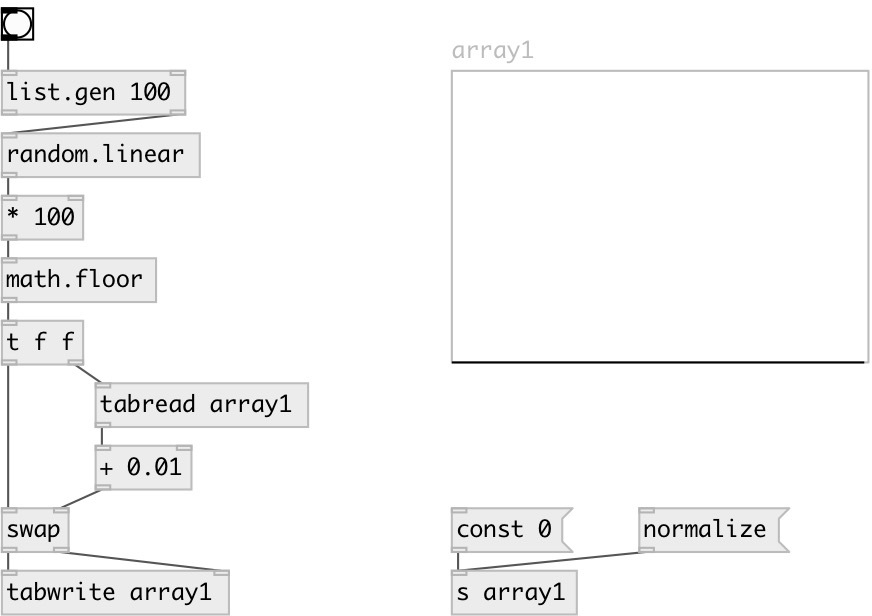 list.gen 100
random.linear
* 100
math.floor
t f f
tabread array1
+ 0.01
swap
tabwrite array1
array1
const 0
normalize
s array1